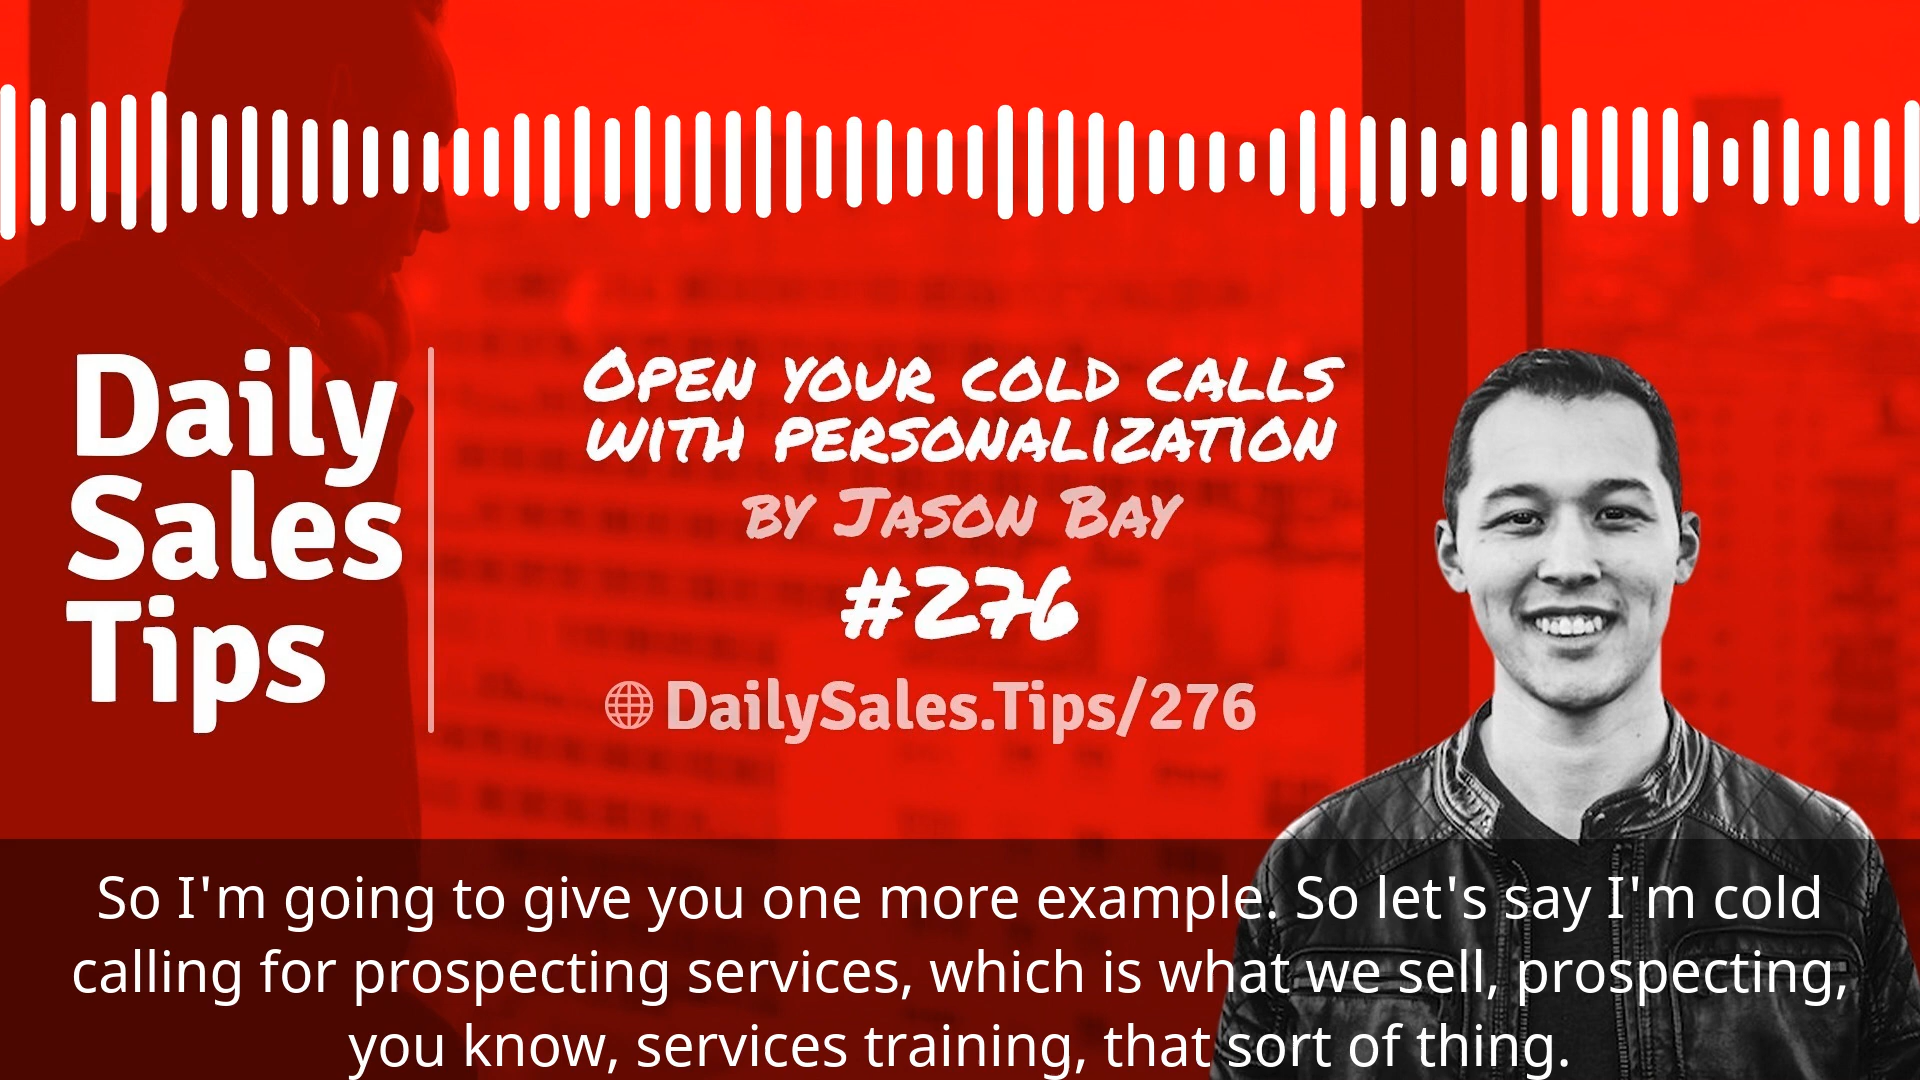 Daily
Sales
Tips
Open your cold calls
with personalization
by Jason Bay
#276
DailySales.Tips/276
So I'm going to give you one more example. So let's say I'm cold
calling for prospecting services, which is what we sell, prospecting,
you know, services training, that sort of thing.